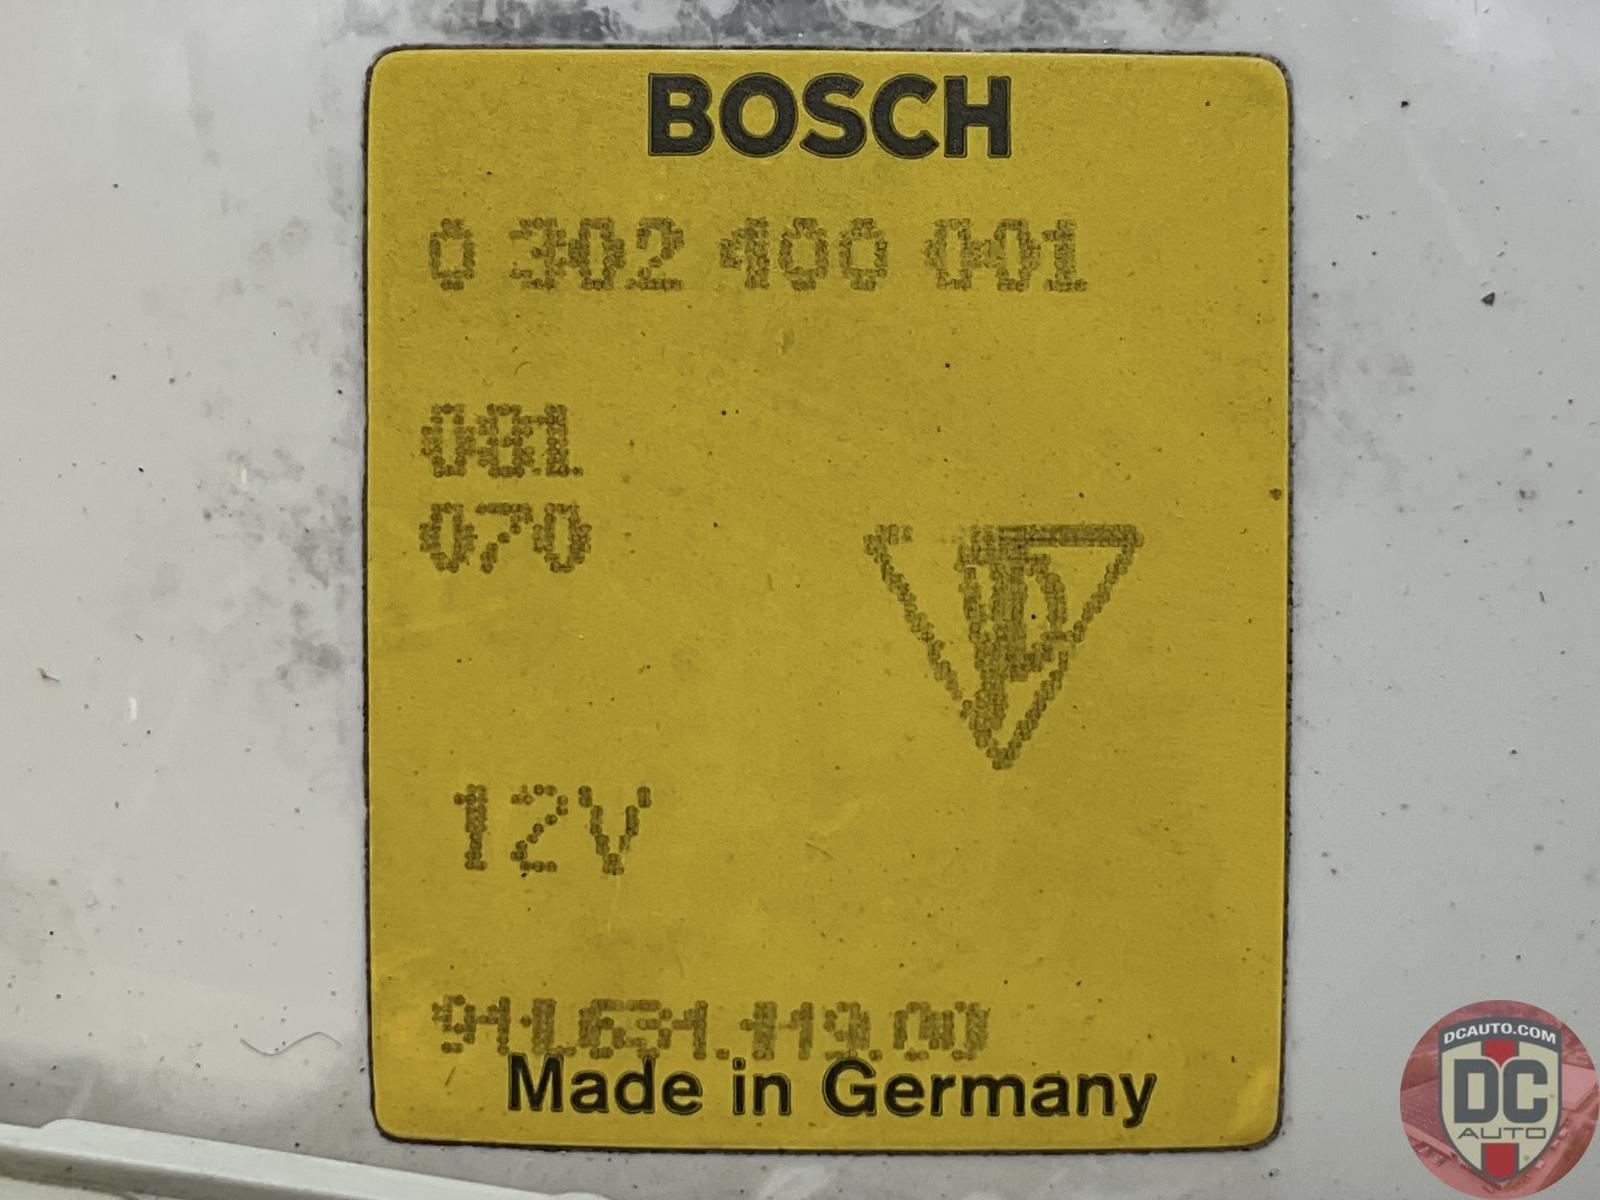 BOSCH
0 302 400 001
001
070
12V
911.631.119.00
Made in Germany
DCAUTO.COM
DC
AUTO